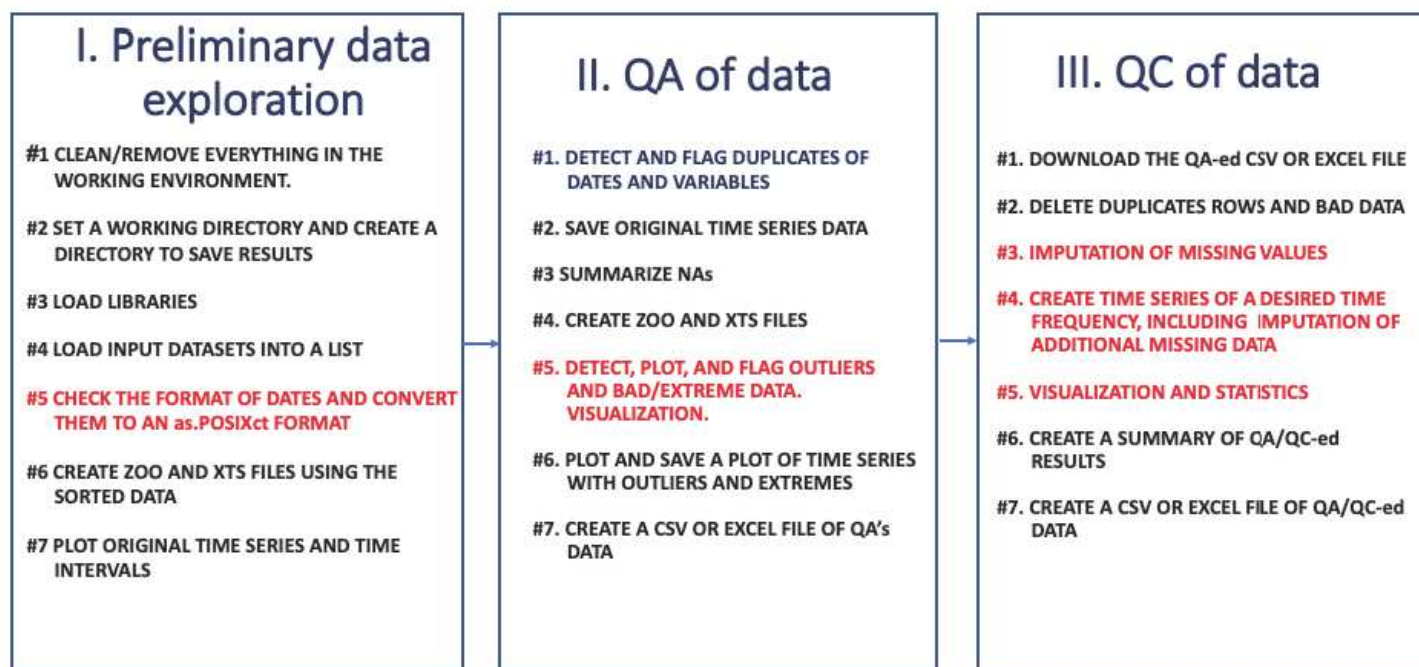 I. Preliminary data
exploration
#1 CLEAN/REMOVE EVERYTHING IN THE
WORKING ENVIRONMENT.
#2 SET A WORKING DIRECTORY AND CREATE A
DIRECTORY TO SAVE RESULTS
#3 LOAD LIBRARIES
#4 LOAD INPUT DATASETS INTO A LIST
#5 CHECK THE FORMAT OF DATES AND CONVERT
THEM TO AN as.POSIXct FORMAT
#6 CREATE ZOO AND XTS FILES USING THE
SORTED DATA
#7 PLOT ORIGINAL TIME SERIES AND TIME
INTERVALS
II. QA of data
#1. DETECT AND FLAG DUPLICATES OF
DATES AND VARIABLES
#2. SAVE ORIGINAL TIME SERIES DATA
#3 SUMMARIZE NAs
#4. CREATE ZOO AND XTS FILES
#5. DETECT, PLOT, AND FLAG OUTLIERS
AND BAD/EXTREME DATA.
VISUALIZATION.
#6. PLOT AND SAVE A PLOT OF TIME SERIES
WITH OUTLIERS AND EXTREMES
#7. CREATE A CSV OR EXCEL FILE OF QA's
DATA
III. QC of data
#1. DOWNLOAD THE QA-ed CSV OR EXCEL FILE
#2. DELETE DUPLICATES ROWS AND BAD DATA
#3. IMPUTATION OF MISSING VALUES
#4. CREATE TIME SERIES OF A DESIRED TIME
FREQUENCY, INCLUDING IMPUTATION OF
ADDITIONAL MISSING DATA
#5. VISUALIZATION AND STATISTICS
#6. CREATE A SUMMARY OF QA/QC-ed
RESULTS
#7. CREATE A CSV OR EXCEL FILE OF QA/QC-ed
DATA